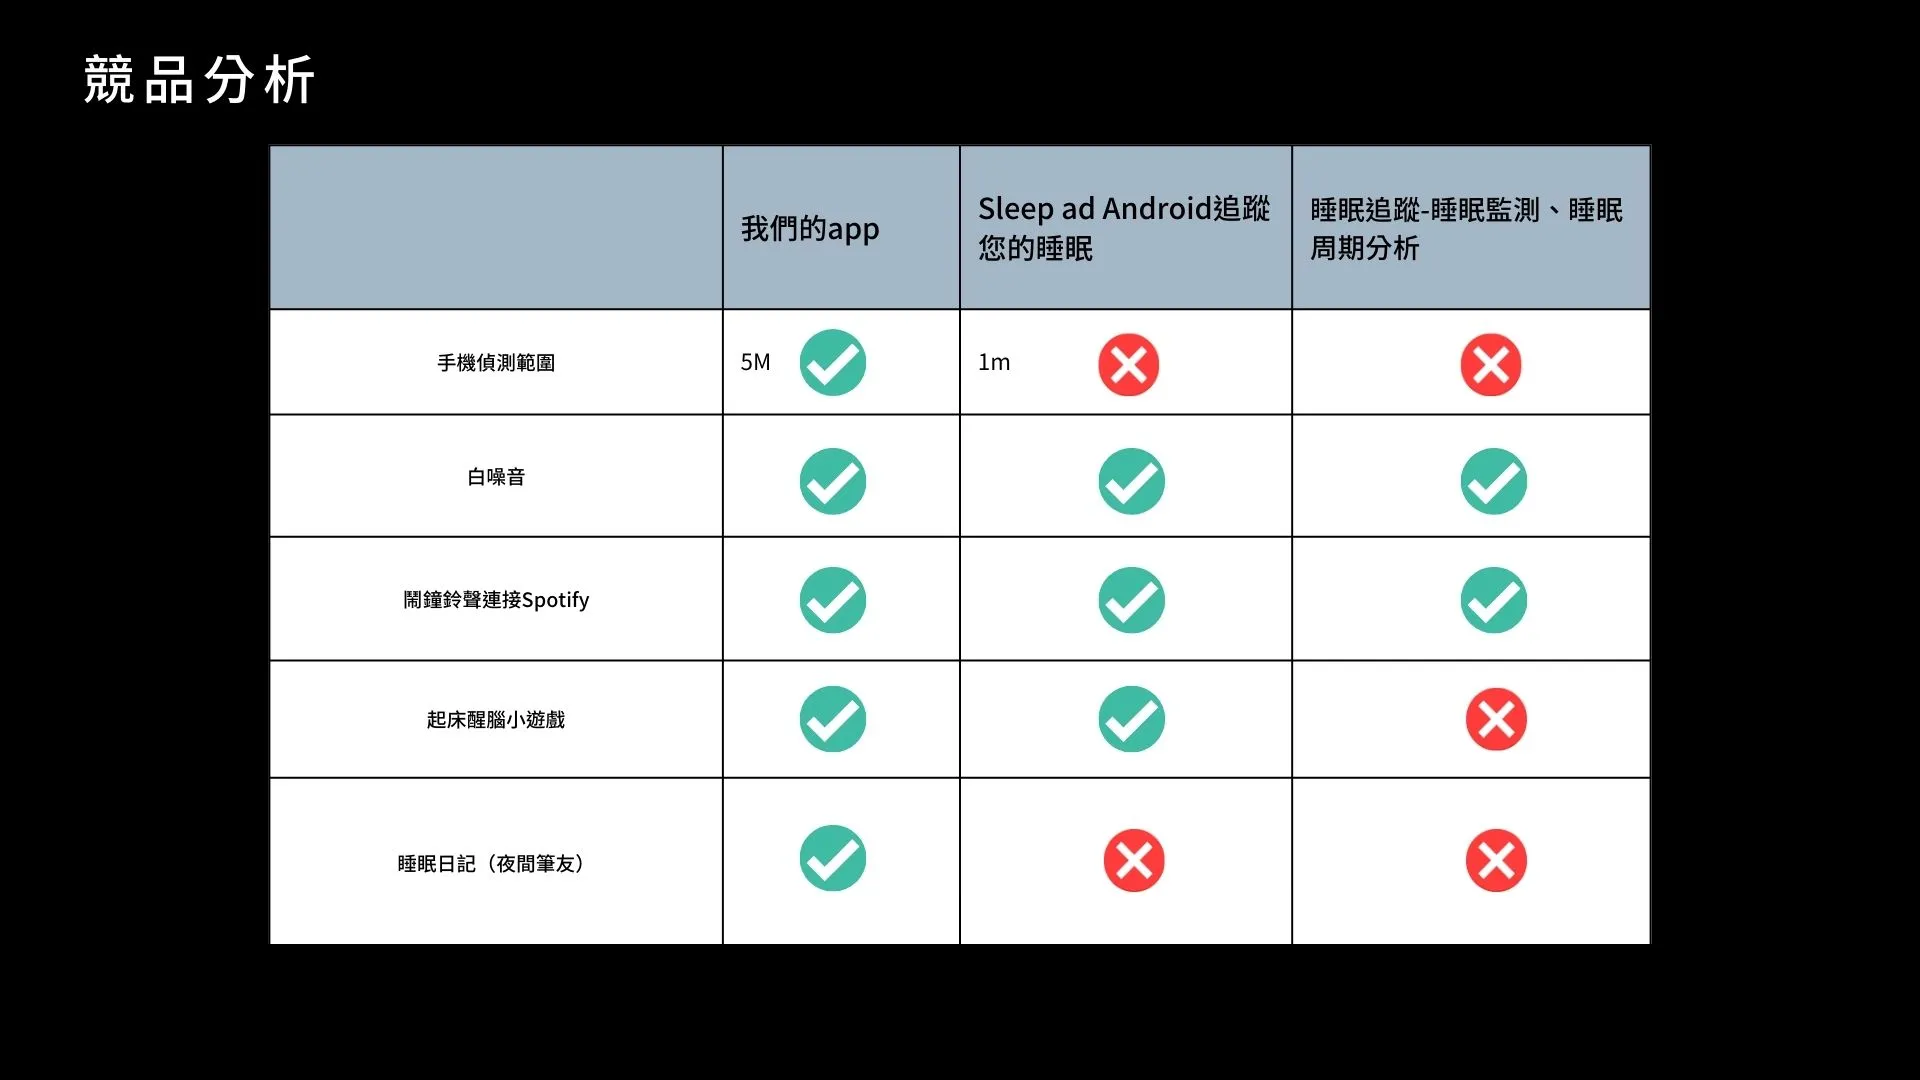 競品分析
我們的app
Sleep ad Android追蹤
您的睡眠
睡眠追蹤-睡眠監測、睡眠
周期分析
手機偵測範圍
5M
1m
白噪音
鬧鐘鈴聲連接Spotify
起床醒腦小遊戲
睡眠日記（夜間筆友）